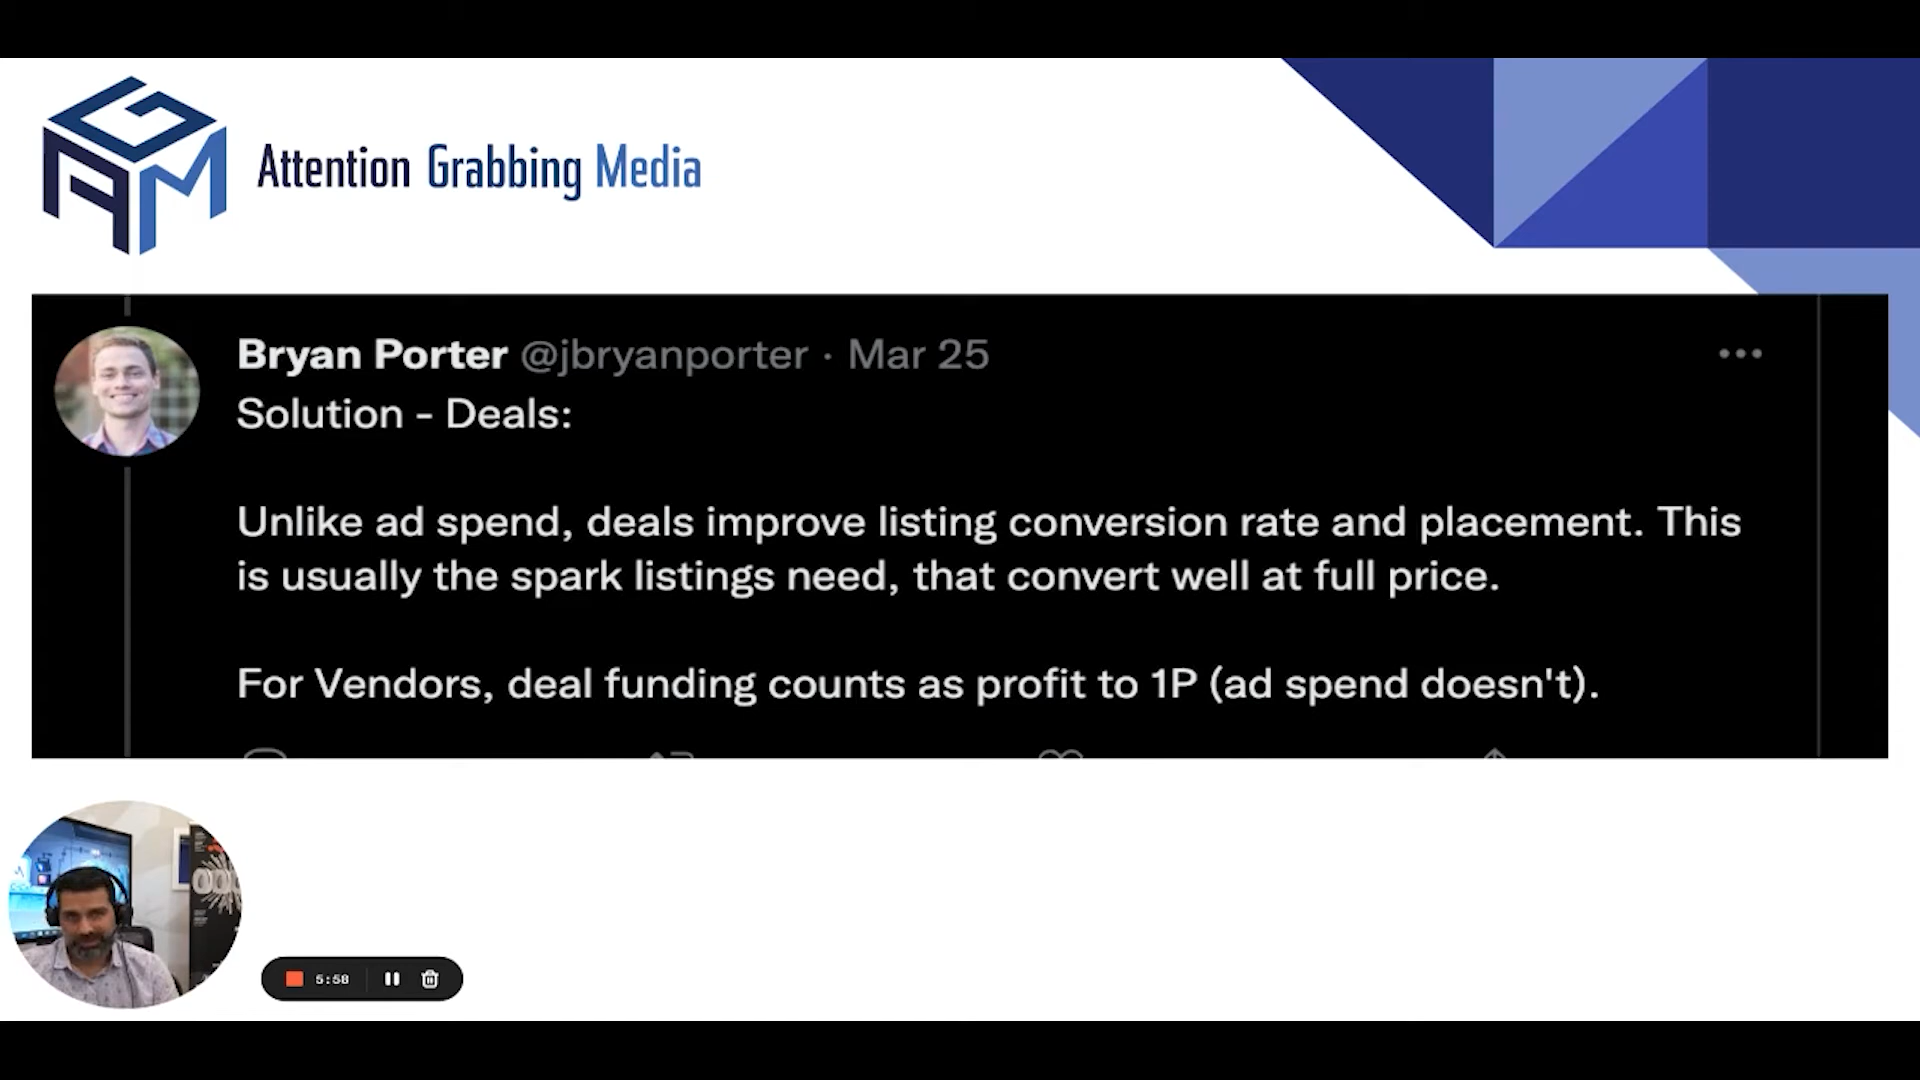 GAM
Attention Grabbing Media
Bryan Porter @jbryanporter · Mar 25
Solution - Deals:
Unlike ad spend, deals improve listing conversion rate and placement. This
is usually the spark listings need, that convert well at full price.
For Vendors, deal funding counts as profit to 1P (ad spend doesn't).
5:58